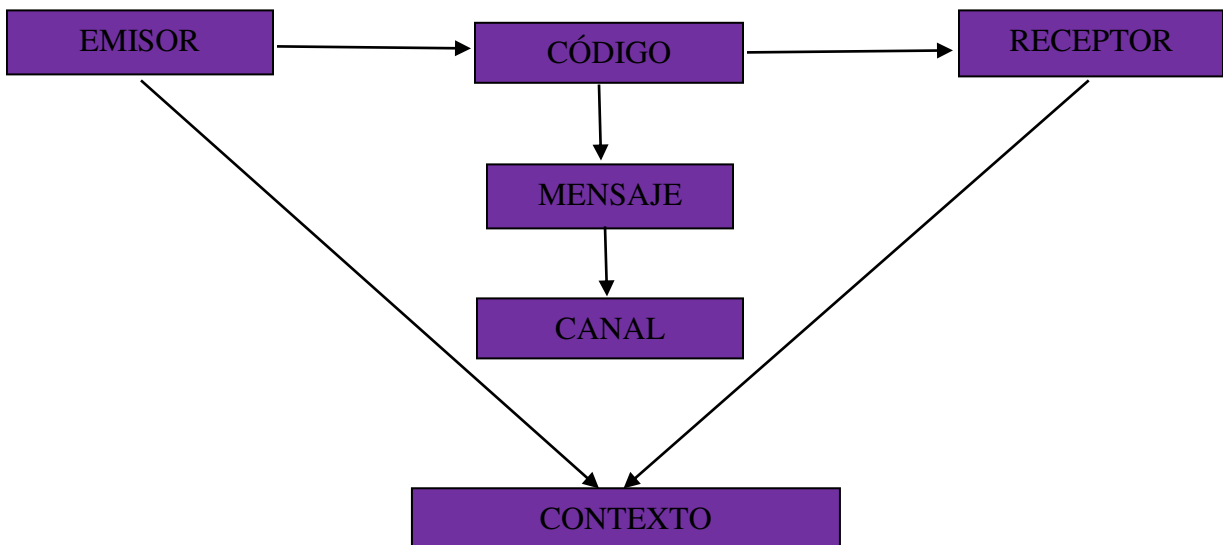 EMISOR
CÓDIGO
RECEPTOR
MENSAJE
CANAL
CONTEXTO